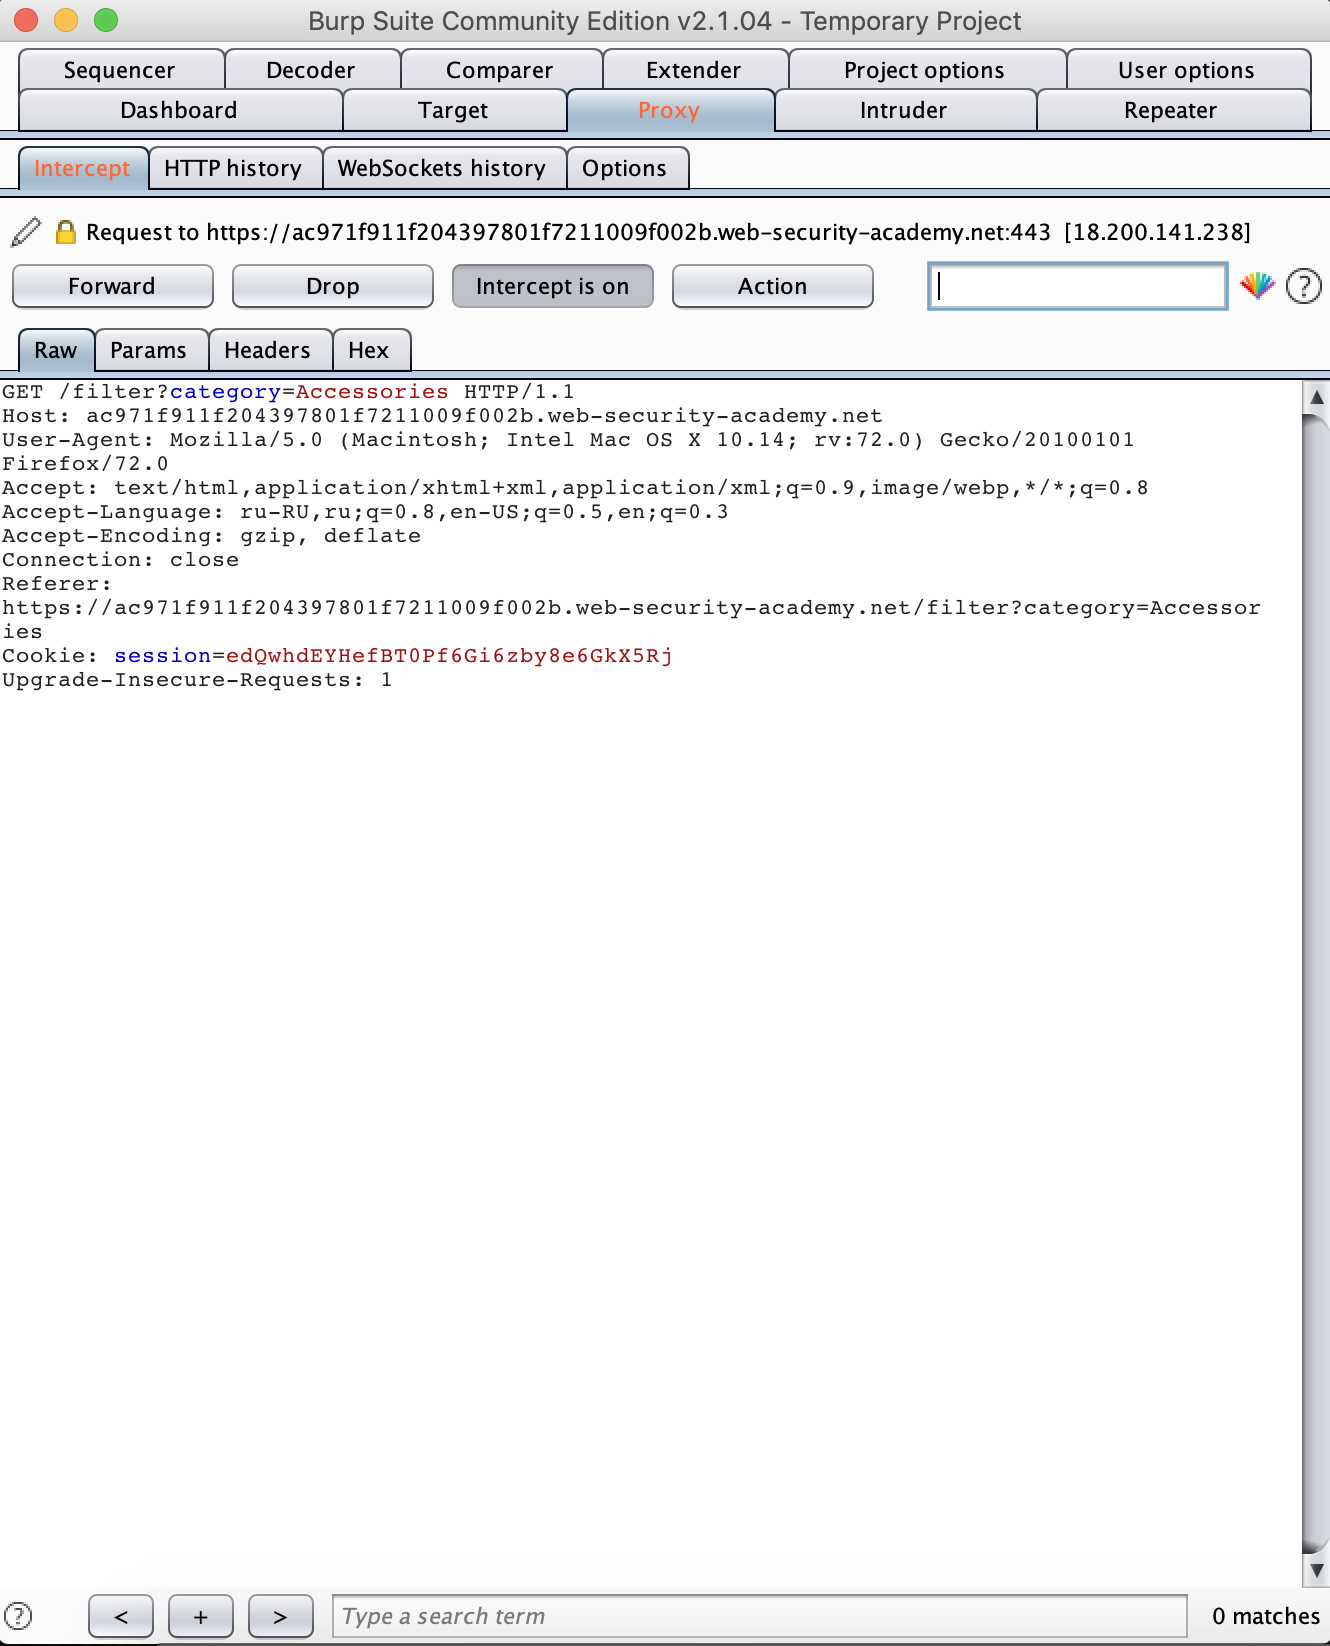 Burp Suite Community Edition v2.1.04 - Temporary Project
Sequencer Decoder Comparer Extender Project options User options
Dashboard Target Proxy Intruder Repeater
Intercept HTTP history WebSockets history Options
Request to https://ac971f911f204397801f7211009f002b.web-security-academy.net:443 [18.200.141.238]
Forward Drop Intercept is on Action ?
Raw Params Headers Hex
GET /filter?category=Accessories HTTP/1.1
Host: ac971f911f204397801f7211009f002b.web-security-academy.net
User-Agent: Mozilla/5.0 (Macintosh; Intel Mac OS X 10.14; rv:72.0) Gecko/20100101
Firefox/72.0
Accept: text/html,application/xhtml+xml,application/xml;q=0.9,image/webp,*/*;q=0.8
Accept-Language: ru-RU,ru;q=0.8,en-US;q=0.5,en;q=0.3
Accept-Encoding: gzip, deflate
Connection: close
Referer:
https://ac971f911f204397801f7211009f002b.web-security-academy.net/filter?category=Accessor
ies
Cookie: session=edQwhdEYHefBT0Pf6Gi6zby8e6GkX5Rj
Upgrade-Insecure-Requests: 1
? < + > Type a search term 0 matches